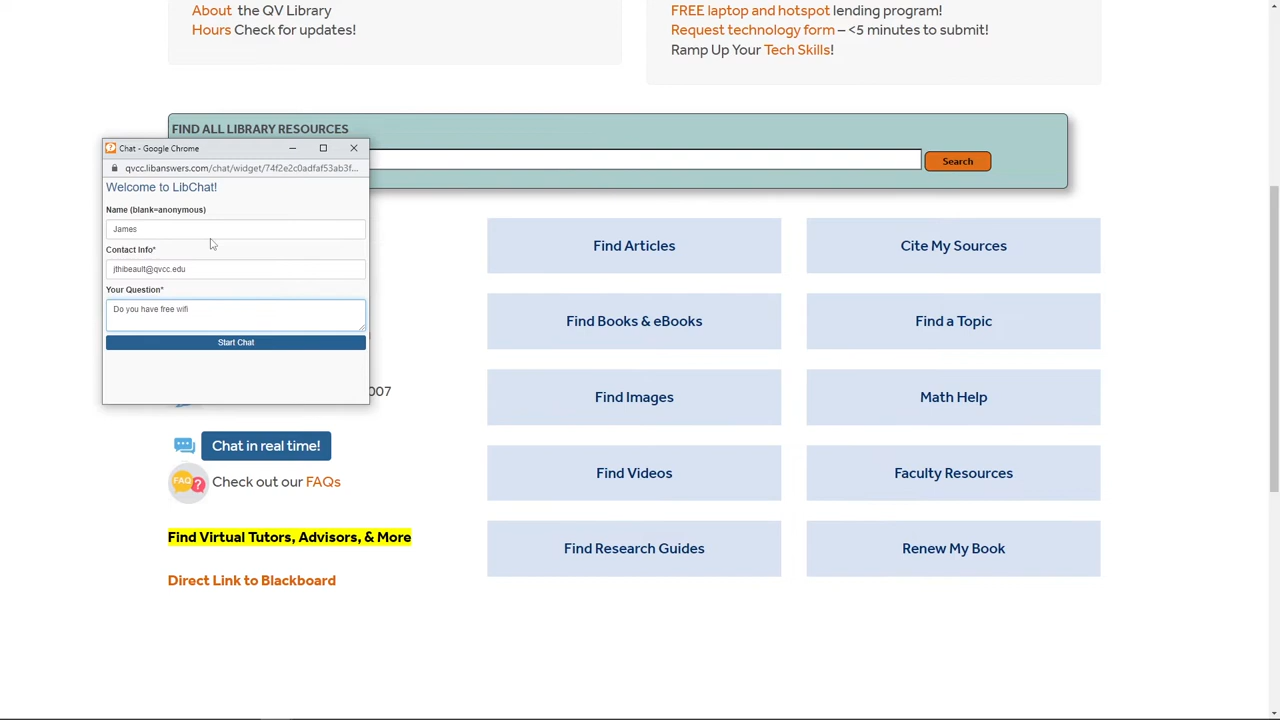 About the QV Library
Hours Check for updates!
FREE laptop and hotspot lending program!
Request technology form – <5 minutes to submit!
Ramp Up Your Tech Skills!
FIND ALL LIBRARY RESOURCES
Search
Chat - Google Chrome
qvcc.libanswers.com/chat/widget/74f2e2c0adfaf53ab3f...
Welcome to LibChat!
Name (blank=anonymous)
James
Contact Info*
jthibeault@qvcc.edu
Your Question*
Do you have free wifi
Start Chat
007
Chat in real time!
FAQ ?
Check out our FAQs
Find Virtual Tutors, Advisors, & More
Direct Link to Blackboard
Find Articles
Cite My Sources
Find Books & eBooks
Find a Topic
Find Images
Math Help
Find Videos
Faculty Resources
Find Research Guides
Renew My Book